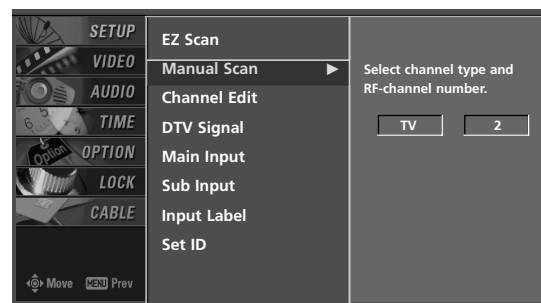 SETUP
VIDEO
AUDIO
TIME
OPTION
LOCK
CABLE
Move MENU Prev
EZ Scan
Manual Scan
Channel Edit
DTV Signal
Main Input
Sub Input
Input Label
Set ID
Select channel type and
RF-channel number.
TV 2